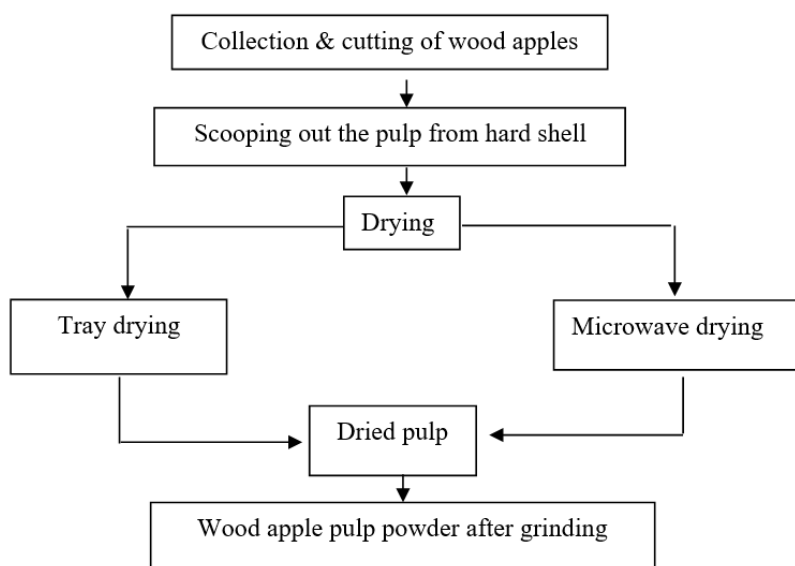 Collection & cutting of wood apples
Scooping out the pulp from hard shell
Drying
Tray drying
Microwave drying
Dried pulp
Wood apple pulp powder after grinding